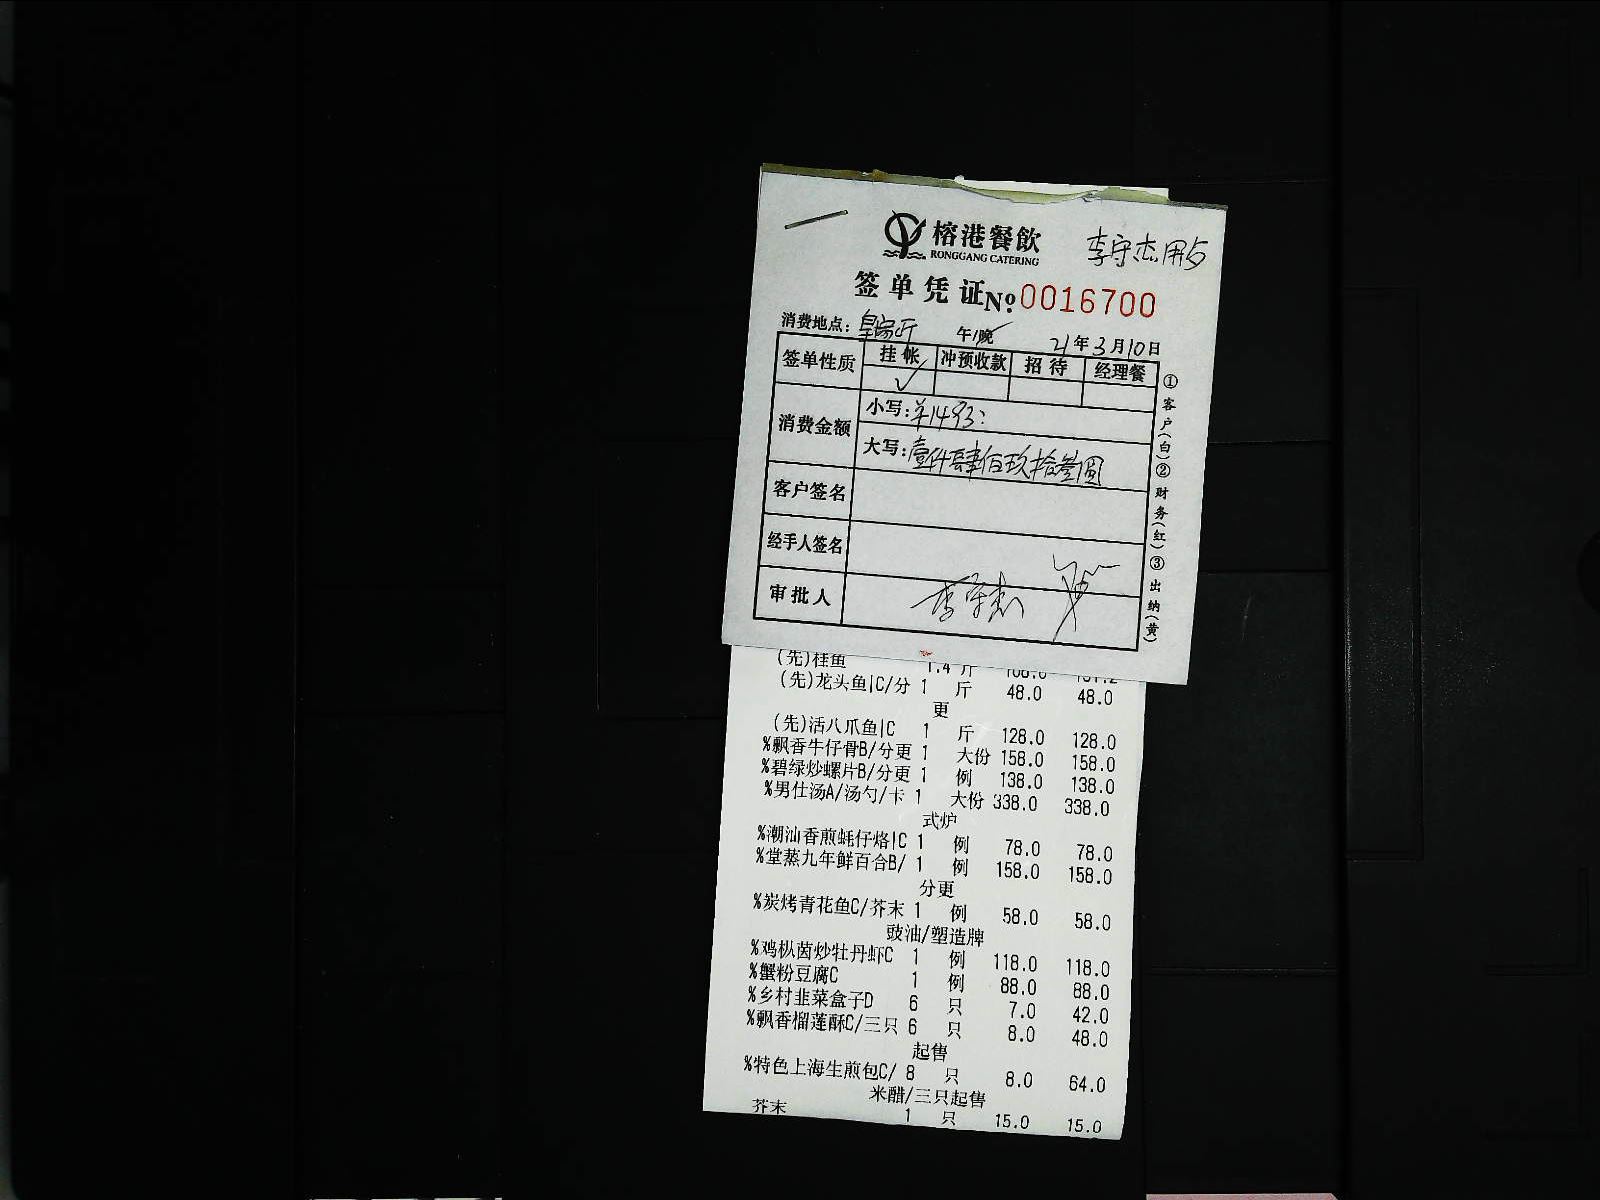 榕港餐飲
RONGGANG CATERING
李守杰用
签单凭证No:0016700
消费地点: 皇家厅 午/晚 21年3月10日
签单性质 挂帐 冲预收款 招待 经理餐
✓
消费金额 小写:¥1493:
大写:壹仟肆佰玖拾叁圆
客户签名
经手人签名
审批人 李守杰
①客户(白)②财务(红)③出纳(黄)
(先)桂鱼 1.4 斤 108.0 151.2
(先)龙头鱼|C/分 1 斤 48.0 48.0
更
(先)活八爪鱼|C 1 斤 128.0 128.0
%飘香牛仔骨B/分更 1 大份 158.0 158.0
%碧绿炒螺片B/分更 1 例 138.0 138.0
%男仕汤A/汤勺/卡 1 大份 338.0 338.0
式炉
%潮汕香煎蚝仔烙|C 1 例 78.0 78.0
%堂蒸九年鲜百合B/ 1 例 158.0 158.0
分更
%炭烤青花鱼C/芥末 1 例 58.0 58.0
豉油/塑造牌
%鸡枞茵炒牡丹虾C 1 例 118.0 118.0
%蟹粉豆腐C 1 例 88.0 88.0
%乡村韭菜盒子D 6 只 7.0 42.0
%飘香榴莲酥C/三只 6 只 8.0 48.0
起售
%特色上海生煎包C/ 8 只 8.0 64.0
米醋/三只起售
芥末 1 只 15.0 15.0